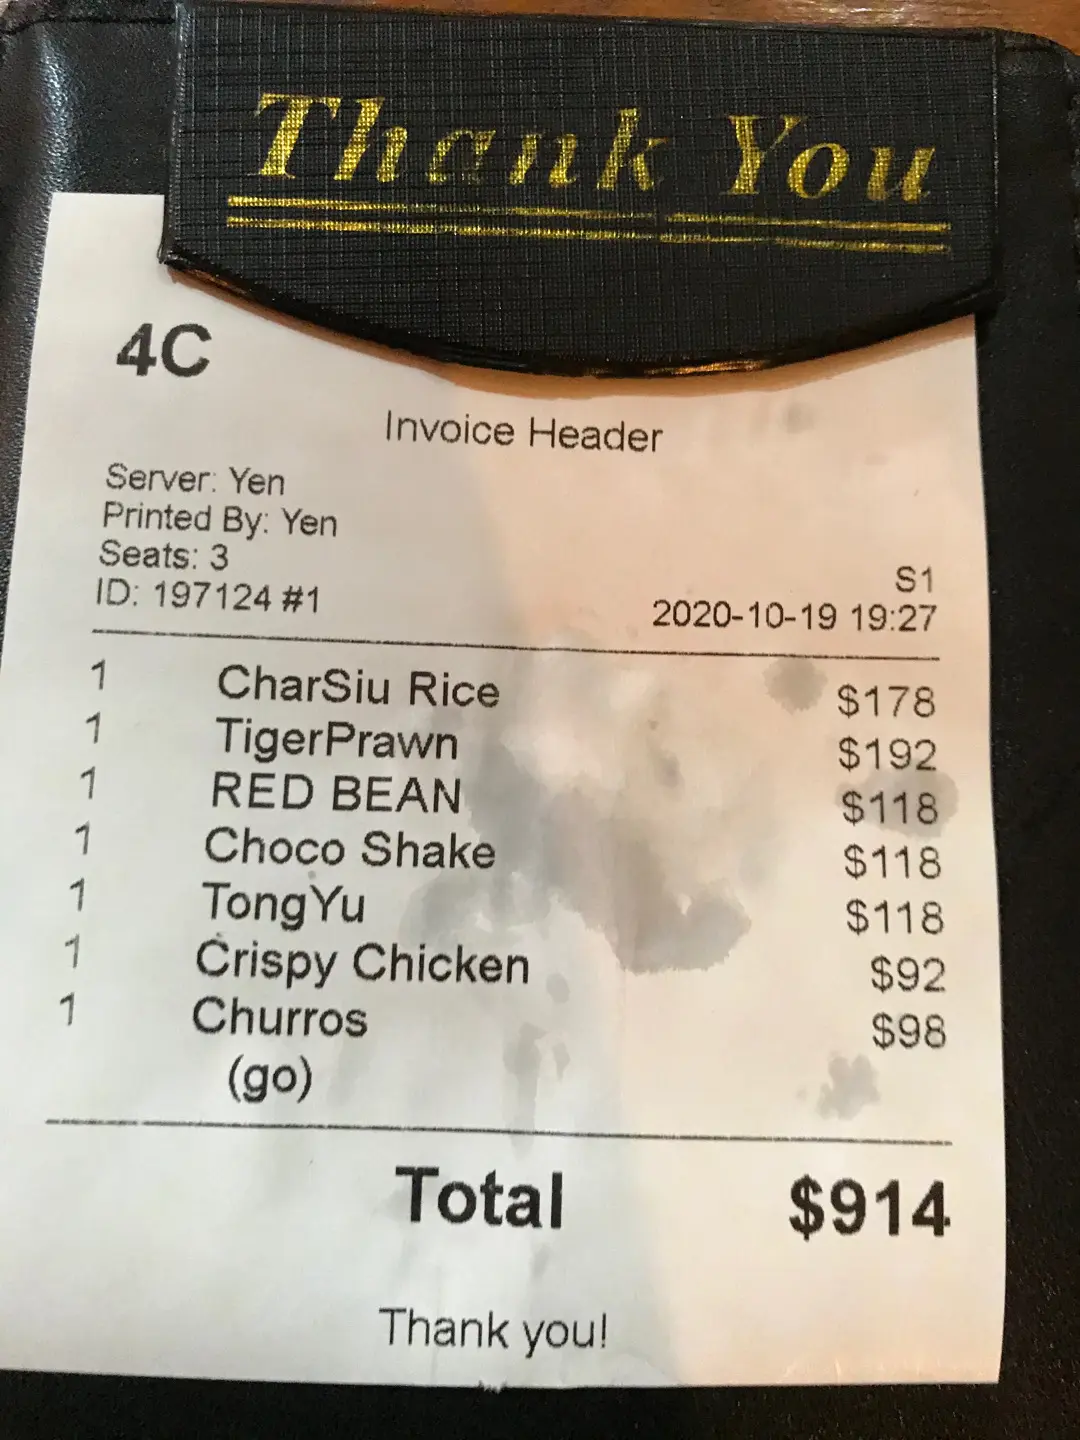 Thank You
4C
Invoice Header
Server: Yen
Printed By: Yen
Seats: 3
S1
ID: 197124 #1
2020-10-19 19:27
1 CharSiu Rice $178
1 TigerPrawn $192
1 RED BEAN $118
1 Choco Shake $118
1 TongYu $118
1 Crispy Chicken $92
1 Churros $98
(go)
Total $914
Thank you!